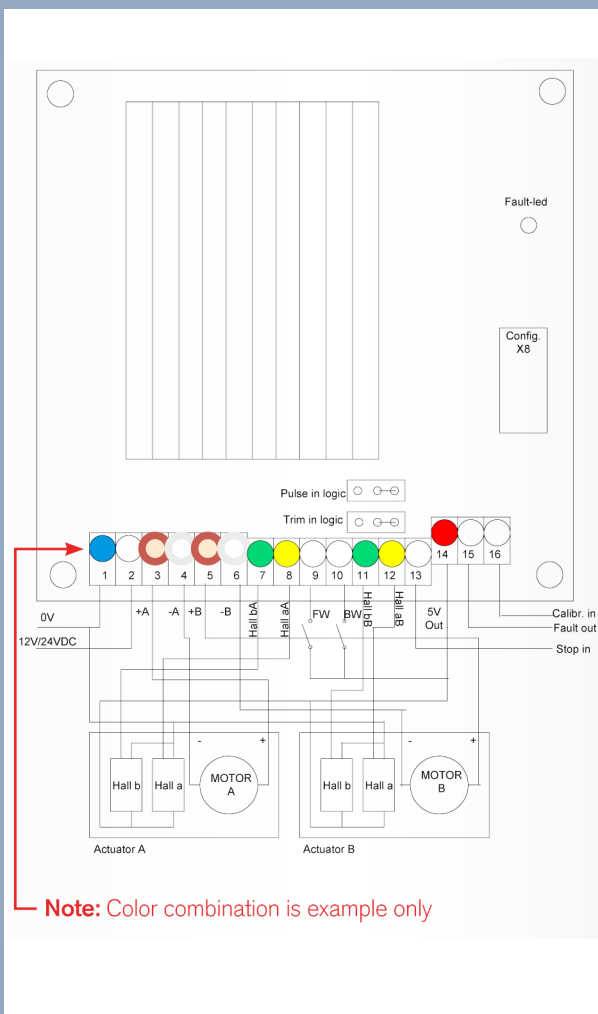 Fault-led
Config.
X8
Pulse in logic
Trim in logic
1 2 3 4 5 6 7 8 9 10 11 12 13 14 15 16
0V
12V/24VDC
+A -A +B -B
Hall bA
Hall aA
FW
BW
Hall bB
Hall aB
5V
Out
Calibr. in
Fault out
Stop in
- +
Hall b
Hall a
MOTOR
A
- +
Hall b
Hall a
MOTOR
B
Actuator A
Actuator B
Note: Color combination is example only